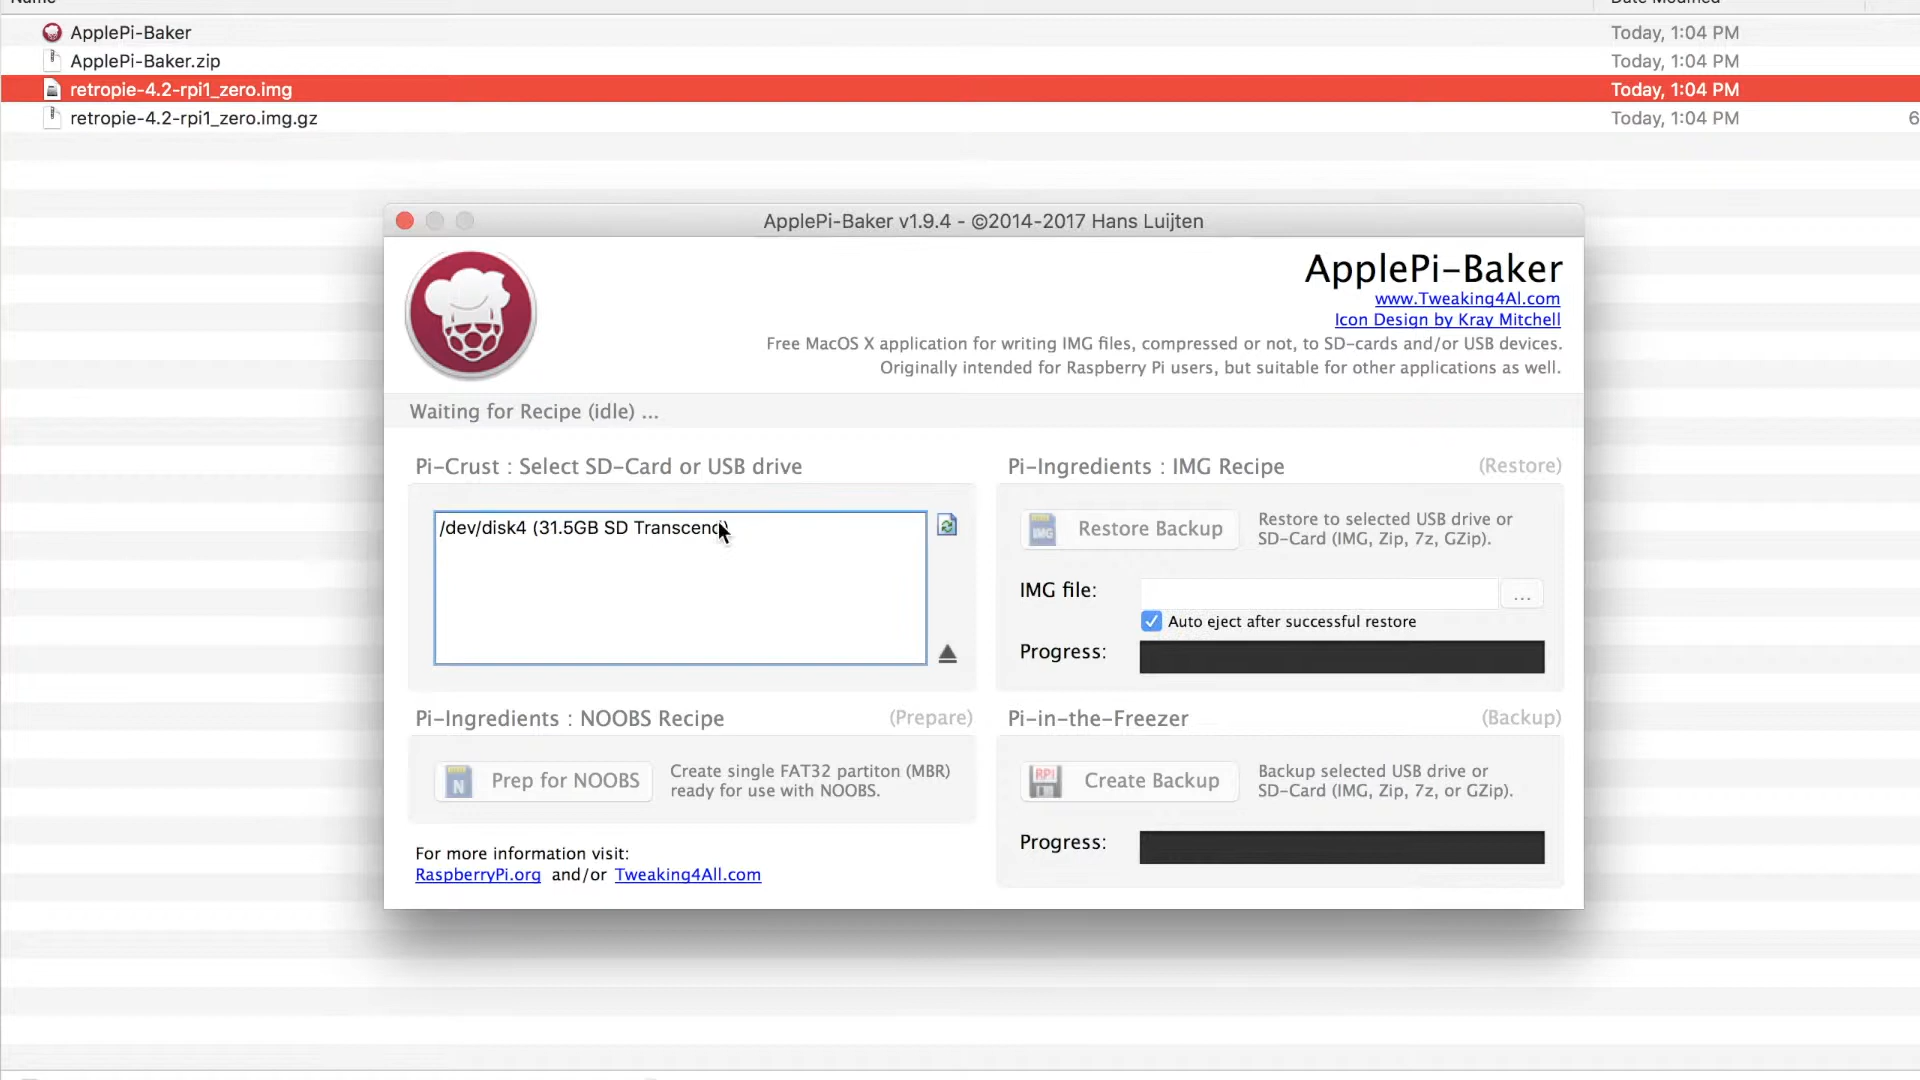 ApplePi-Baker Today, 1:04 PM
ApplePi-Baker.zip Today, 1:04 PM
retropie-4.2-rpi1_zero.img Today, 1:04 PM
retropie-4.2-rpi1_zero.img.gz Today, 1:04 PM 6
ApplePi-Baker v1.9.4 - ©2014-2017 Hans Luijten
ApplePi-Baker
www.Tweaking4Al.com
Icon Design by Kray Mitchell
Free MacOS X application for writing IMG files, compressed or not, to SD-cards and/or USB devices.
Originally intended for Raspberry Pi users, but suitable for other applications as well.
Waiting for Recipe (idle) ...
Pi-Crust : Select SD-Card or USB drive
/dev/disk4 (31.5GB SD Transcend)
Pi-Ingredients : IMG Recipe (Restore)
IMG
Restore Backup
Restore to selected USB drive or
SD-Card (IMG, Zip, 7z, GZip).
IMG file:
...
Auto eject after successful restore
Progress:
Pi-Ingredients : NOOBS Recipe (Prepare)
N
Prep for NOOBS
Create single FAT32 partiton (MBR)
ready for use with NOOBS.
For more information visit:
RaspberryPi.org and/or Tweaking4All.com
Pi-in-the-Freezer (Backup)
RPI
Create Backup
Backup selected USB drive or
SD-Card (IMG, Zip, 7z, or GZip).
Progress: